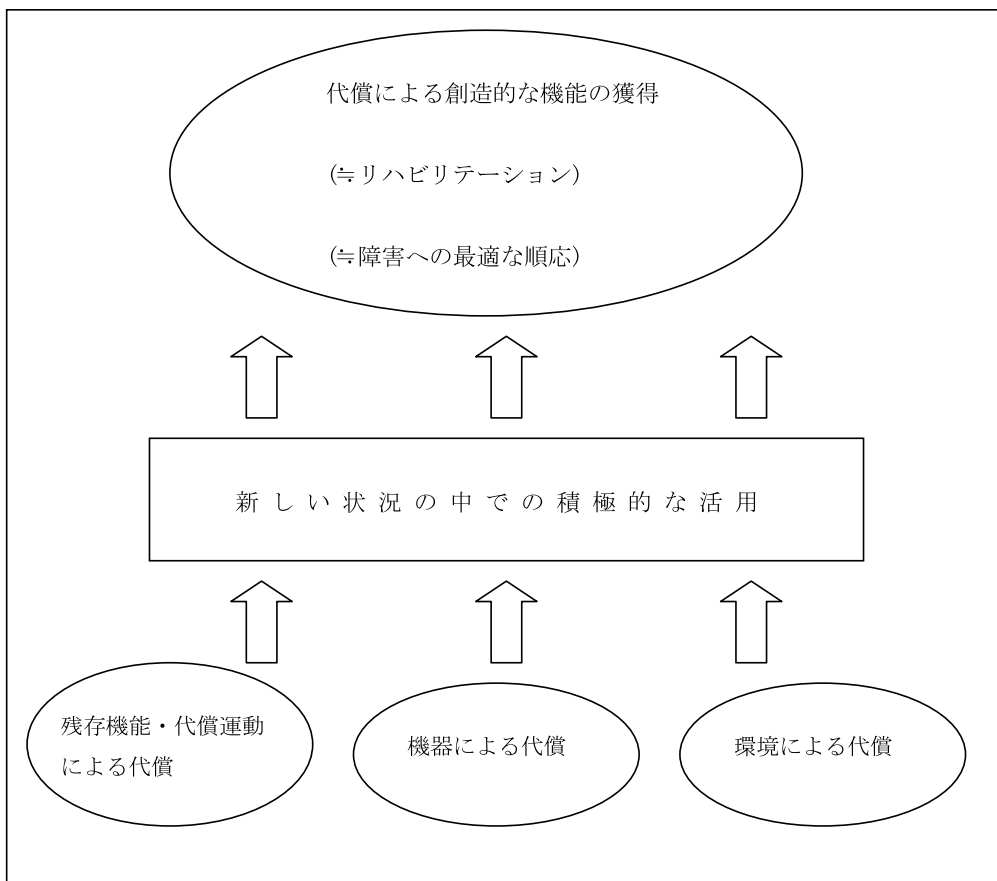 代償による創造的な機能の獲得
(≒リハビリテーション)
(≒障害への最適な順応)
新しい状況の中での積極的な活用
残存機能・代償運動
による代償
機器による代償
環境による代償